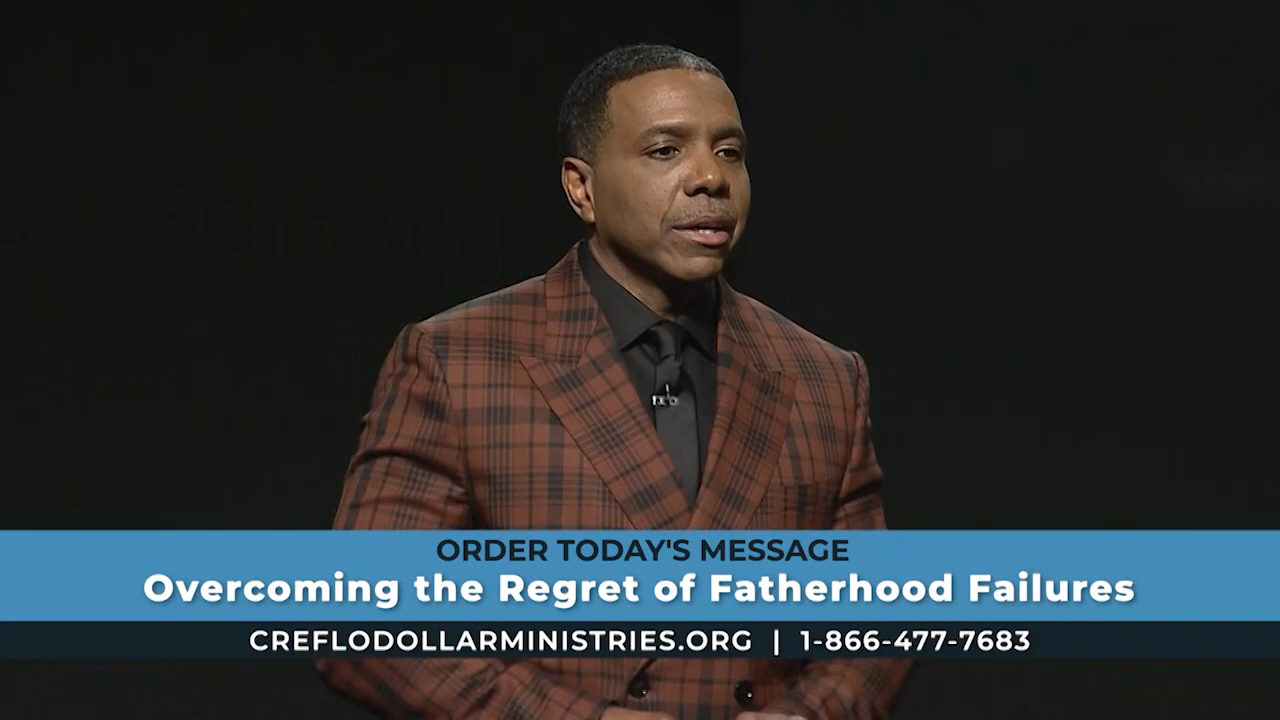 ORDER TODAY'S MESSAGE
Overcoming the Regret of Fatherhood Failures
CREFLODOLLARMINISTRIES.ORG | 1-866-477-7683